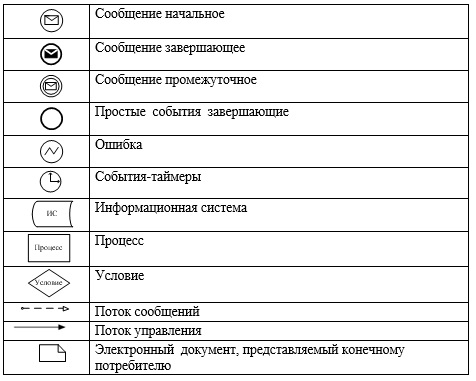 Сообщение начальное
Сообщение завершающее
Сообщение промежуточное
Простые события завершающие
Ошибка
События-таймеры
ИС
Информационная система
Процесс
Процесс
Условие
Условие
Поток сообщений
Поток управления
Электронный документ, представляемый конечному
потребителю